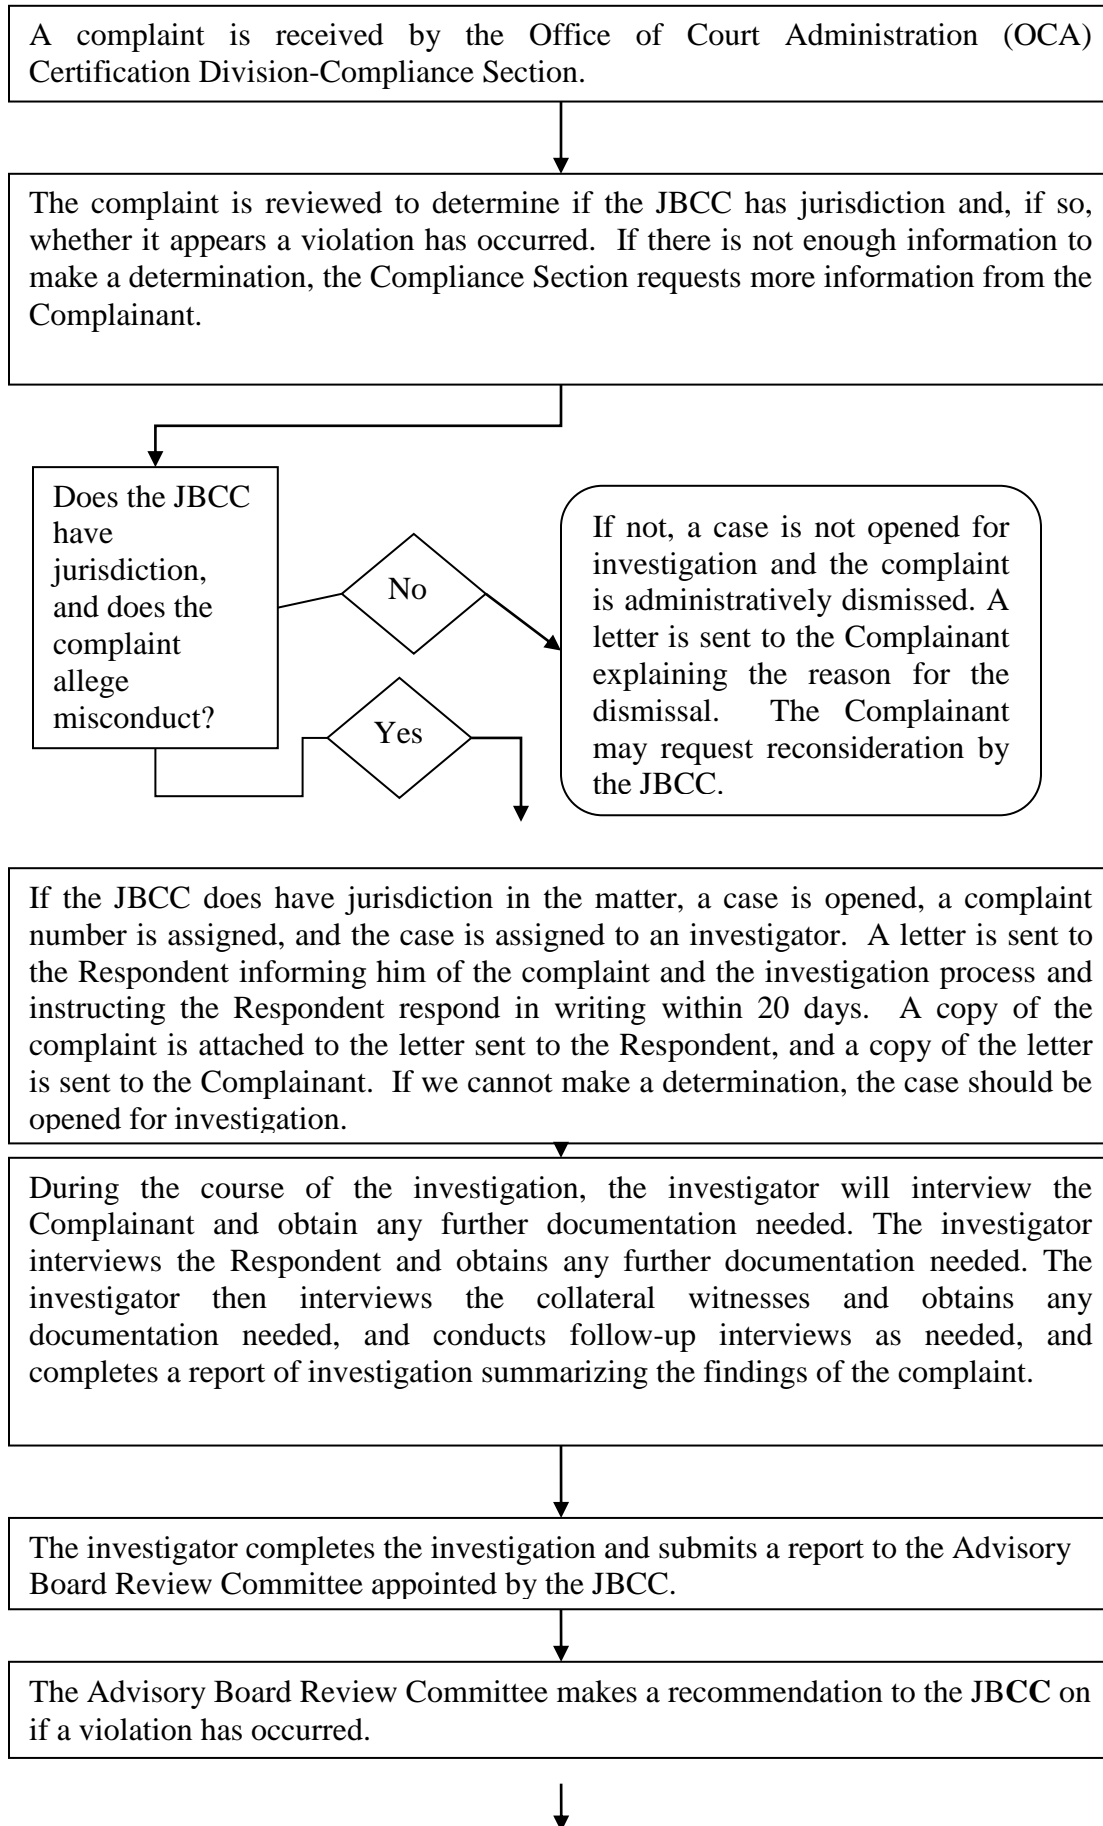 A complaint is received by the Office of Court Administration (OCA)
Certification Division-Compliance Section.
The complaint is reviewed to determine if the JBCC has jurisdiction and, if so,
whether it appears a violation has occurred. If there is not enough information to
make a determination, the Compliance Section requests more information from the
Complainant.
Does the JBCC
have
jurisdiction,
and does the
complaint
allege
misconduct?
No
Yes
If not, a case is not opened for
investigation and the complaint
is administratively dismissed. A
letter is sent to the Complainant
explaining the reason for the
dismissal. The Complainant
may request reconsideration by
the JBCC.
If the JBCC does have jurisdiction in the matter, a case is opened, a complaint
number is assigned, and the case is assigned to an investigator. A letter is sent to
the Respondent informing him of the complaint and the investigation process and
instructing the Respondent respond in writing within 20 days. A copy of the
complaint is attached to the letter sent to the Respondent, and a copy of the letter
is sent to the Complainant. If we cannot make a determination, the case should be
opened for investigation.
During the course of the investigation, the investigator will interview the
Complainant and obtain any further documentation needed. The investigator
interviews the Respondent and obtains any further documentation needed. The
investigator then interviews the collateral witnesses and obtains any
documentation needed, and conducts follow-up interviews as needed, and
completes a report of investigation summarizing the findings of the complaint.
The investigator completes the investigation and submits a report to the Advisory
Board Review Committee appointed by the JBCC.
The Advisory Board Review Committee makes a recommendation to the JBCC on
if a violation has occurred.